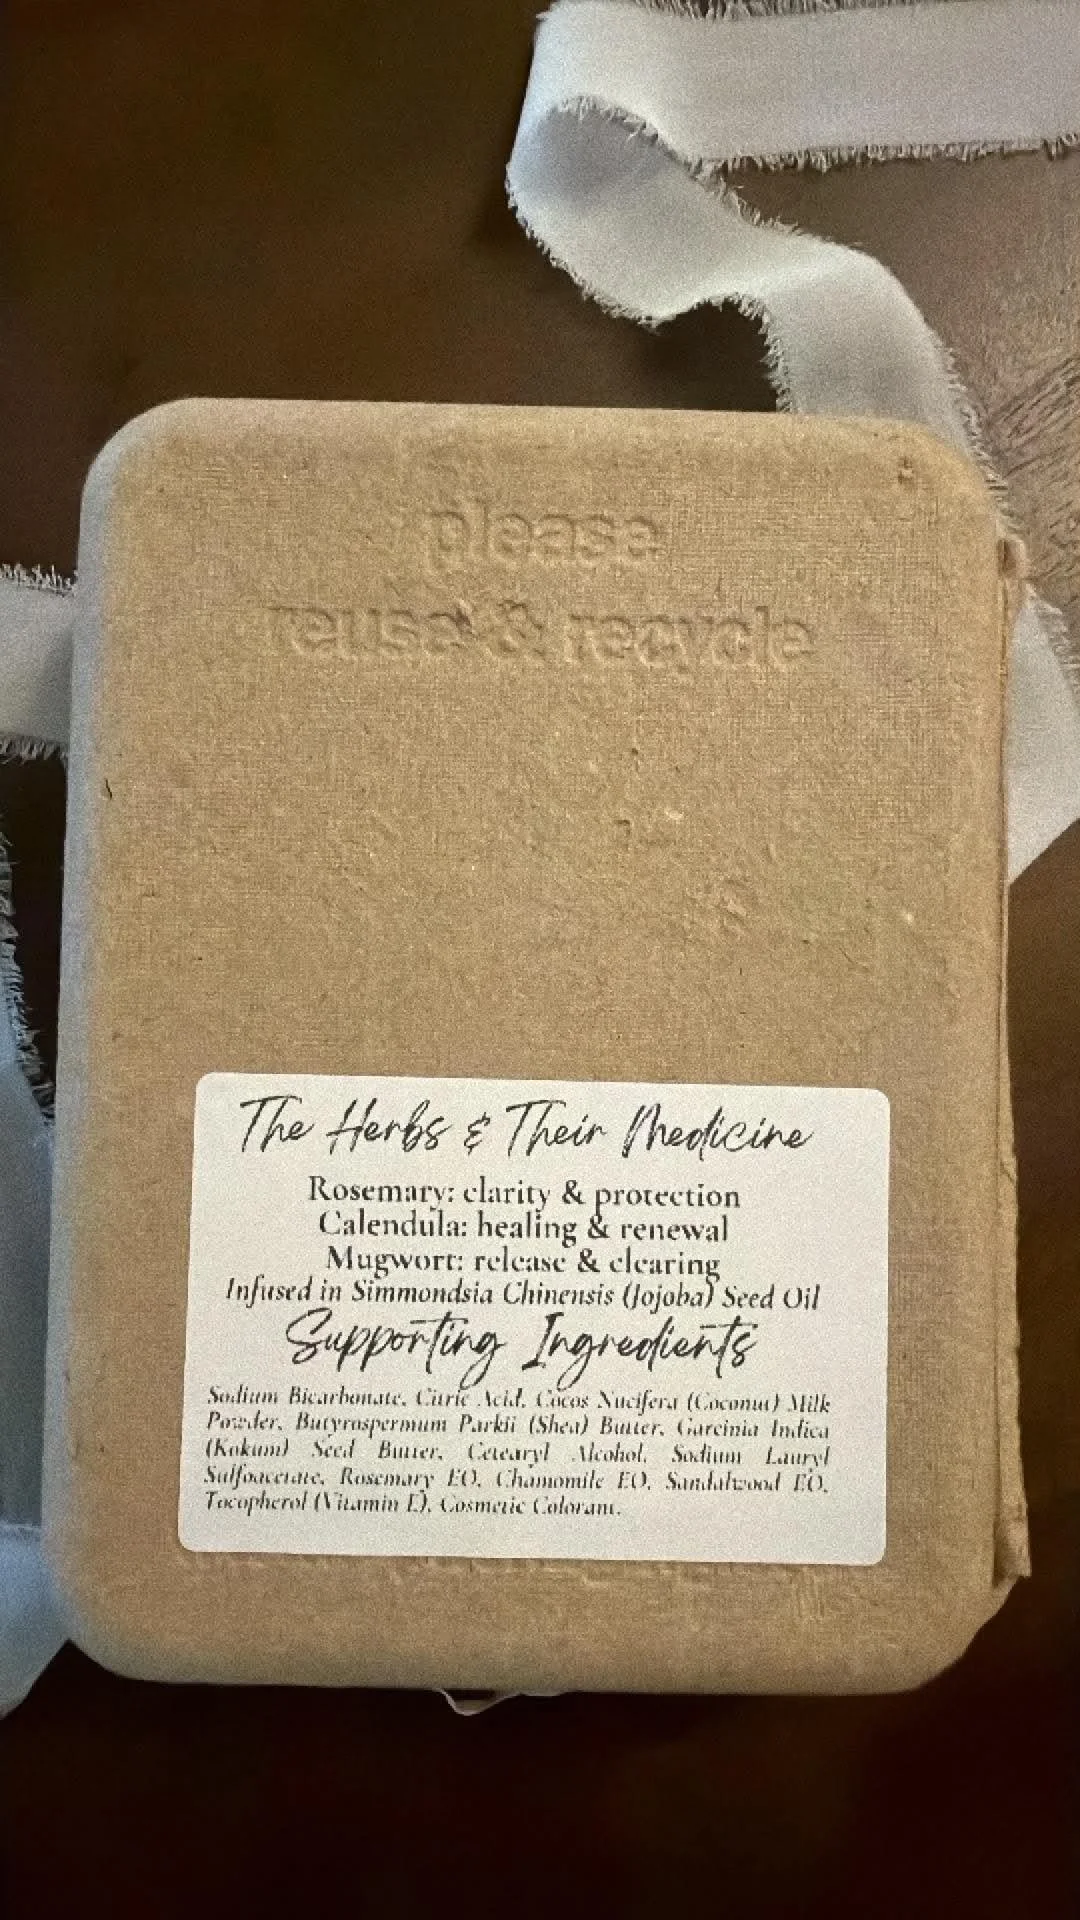 please
reuse & recycle
The Herbs & Their Medicine
Rosemary: clarity & protection
Calendula: healing & renewal
Mugwort: release & clearing
Infused in Simmondsia Chinensis (Jojoba) Seed Oil
Supporting Ingredients
Sodium Bicarbonate, Citric Acid, Cocos Nucifera (Coconut) Milk
Powder, Butyrospermum Parkii (Shea) Butter, Garcinia Indica
(Kokum) Seed Butter, Cetearyl Alcohol, Sodium Lauryl
Sulfoacetate, Rosemary EO, Chamomile EO, Sandalwood EO,
Tocopherol (Vitamin E), Cosmetic Colorant.